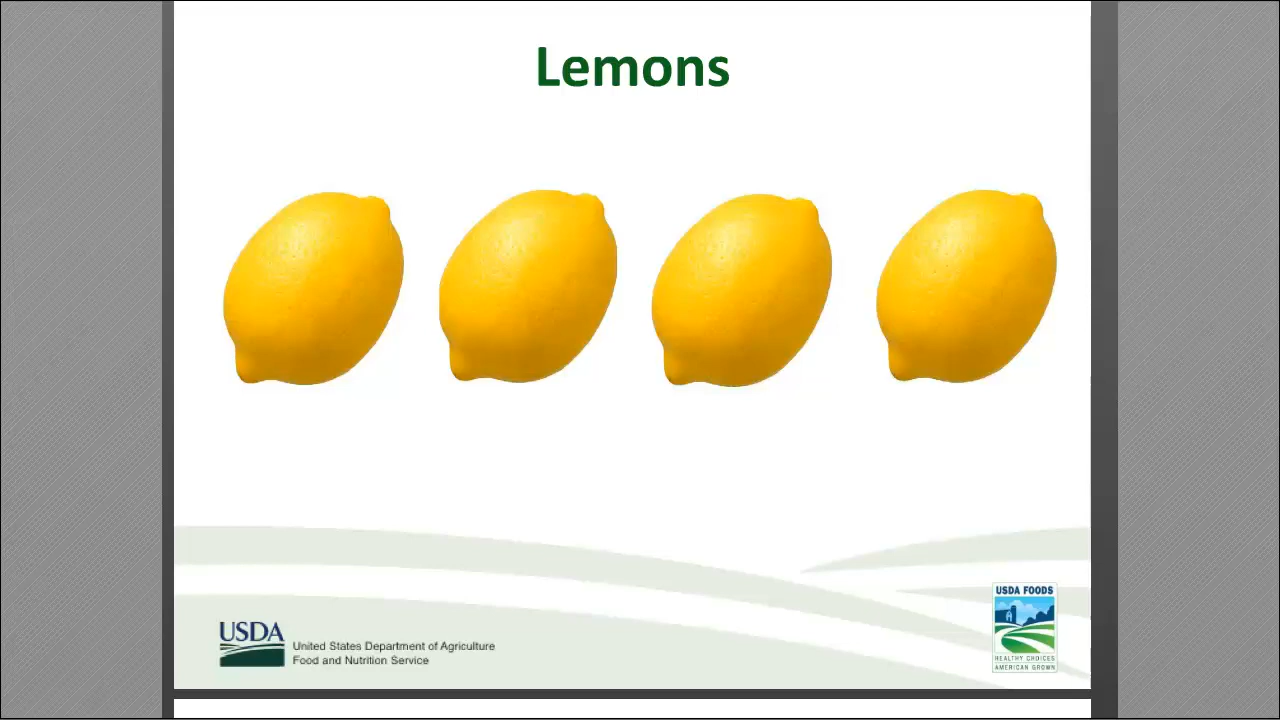 Lemons
USDA
United States Department of Agriculture
Food and Nutrition Service
USDA FOODS
HEALTHY CHOICES
AMERICAN GROWN